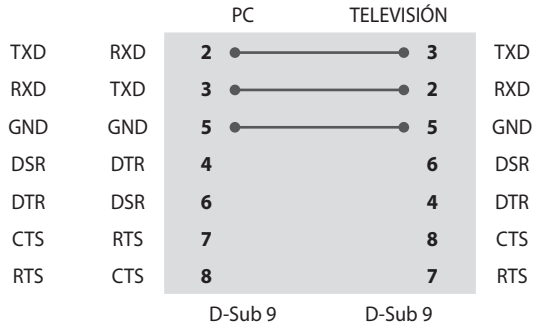 PC TELEVISIÓN
TXD RXD 2 3 TXD
RXD TXD 3 2 RXD
GND GND 5 5 GND
DSR DTR 4 6 DSR
DTR DSR 6 4 DTR
CTS RTS 7 8 CTS
RTS CTS 8 7 RTS
D-Sub 9 D-Sub 9